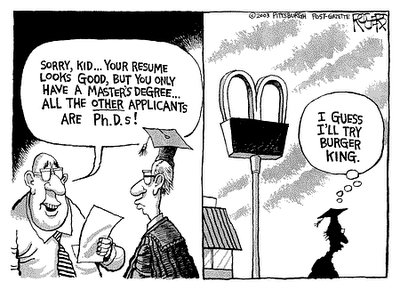 ©2003 PITTSBURGH POST-GAZETTE
ROGERS
SORRY, KID... YOUR RESUME
LOOKS GOOD, BUT YOU ONLY
HAVE A MASTER'S DEGREE...
ALL THE OTHER APPLICANTS
ARE Ph.D.s!
I GUESS
I'LL TRY
BURGER
KING.